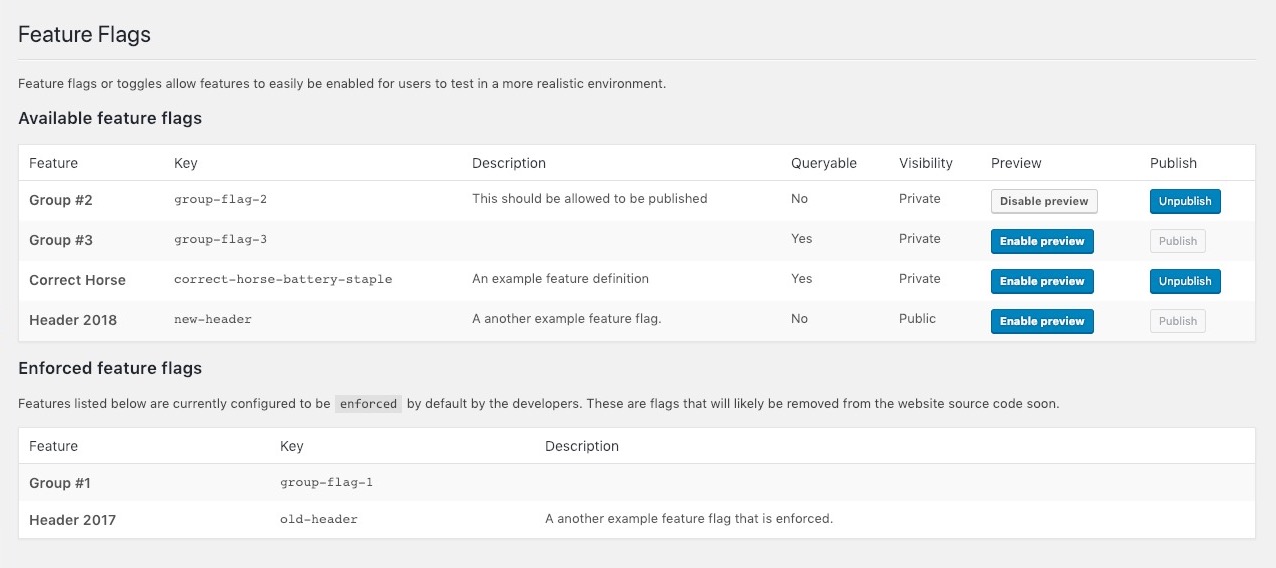 Feature Flags
Feature flags or toggles allow features to easily be enabled for users to test in a more realistic environment.
Available feature flags
Feature Key Description Queryable Visibility Preview Publish
Group #2 group-flag-2 This should be allowed to be published No Private Disable preview Unpublish
Group #3 group-flag-3 Yes Private Enable preview Publish
Correct Horse correct-horse-battery-staple An example feature definition Yes Private Enable preview Unpublish
Header 2018 new-header A another example feature flag. No Public Enable preview Publish
Enforced feature flags
Features listed below are currently configured to be enforced by default by the developers. These are flags that will likely be removed from the website source code soon.
Feature Key Description
Group #1 group-flag-1
Header 2017 old-header A another example feature flag that is enforced.